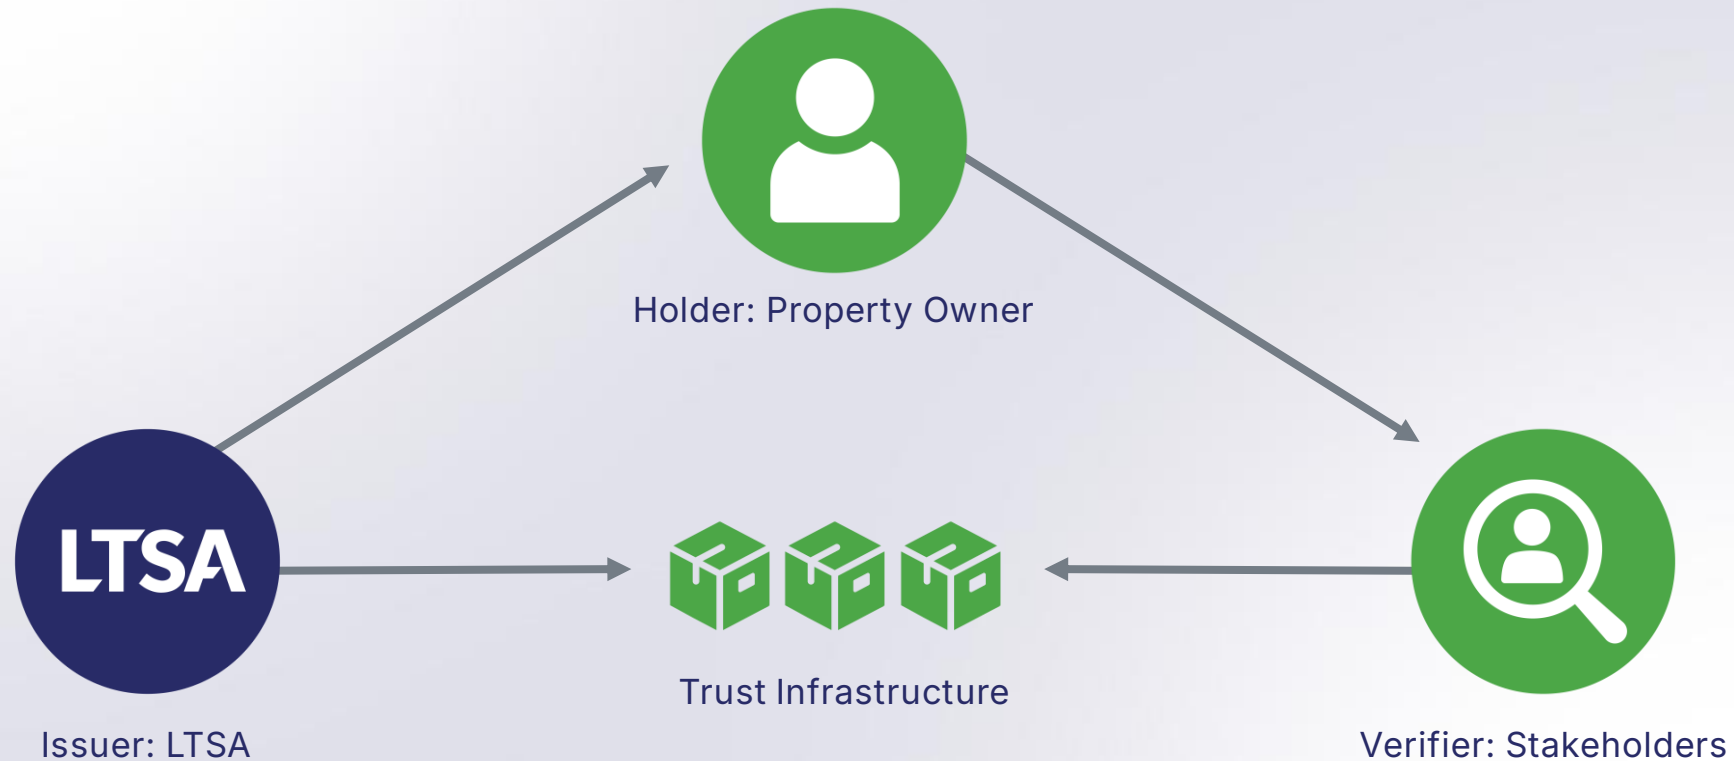 Holder: Property Owner
LTSA
Trust Infrastructure
Issuer: LTSA
Verifier: Stakeholders